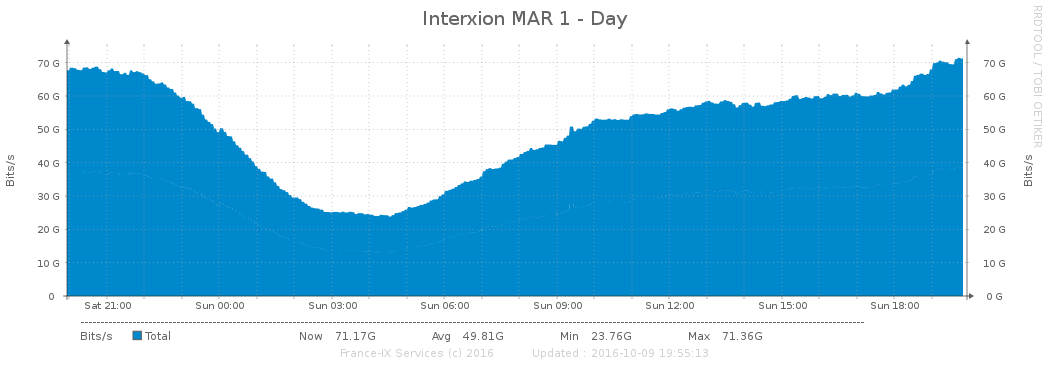 Interxion MAR 1 - Day
RRDTOOL / TOBI OETIKER
Bits/s
70 G 70 G
60 G 60 G
50 G 50 G
40 G 40 G
30 G 30 G
20 G 20 G
10 G 10 G
0 0 G
Bits/s
Sat 21:00 Sun 00:00 Sun 03:00 Sun 06:00 Sun 09:00 Sun 12:00 Sun 15:00 Sun 18:00
Bits/s Total Now 71.17G Avg 49.81G Min 23.76G Max 71.36G
France-IX Services (c) 2016 Updated : 2016-10-09 19:55:13